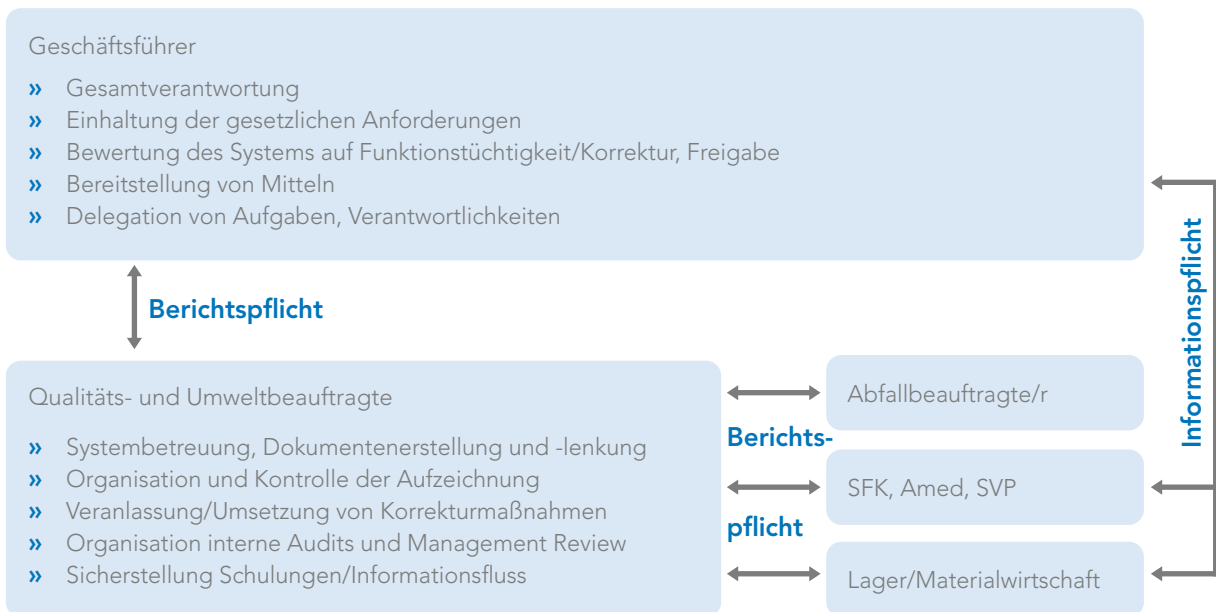 Geschäftsführer
» Gesamtverantwortung
» Einhaltung der gesetzlichen Anforderungen
» Bewertung des Systems auf Funktionstüchtigkeit/Korrektur, Freigabe
» Bereitstellung von Mitteln
» Delegation von Aufgaben, Verantwortlichkeiten
Informationspflicht
Berichtspflicht
Qualitäts- und Umweltbeauftragte
» Systembetreuung, Dokumentenerstellung und -lenkung
» Organisation und Kontrolle der Aufzeichnung
» Veranlassung/Umsetzung von Korrekturmaßnahmen
» Organisation interne Audits und Management Review
» Sicherstellung Schulungen/Informationsfluss
Berichts-
pflicht
Abfallbeauftragte/r
SFK, Amed, SVP
Lager/Materialwirtschaft